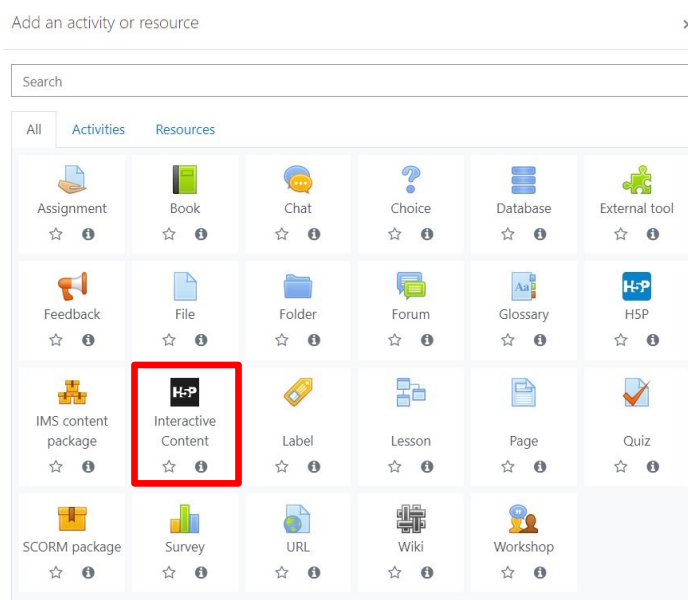 Add an activity or resource
Search
All Activities Resources
Assignment Book Chat Choice Database External tool
Aa
H5P
Feedback File Folder Forum Glossary H5P
H5P
IMS content package
Interactive Content
Label Lesson Page Quiz
SCORM package Survey URL Wiki Workshop